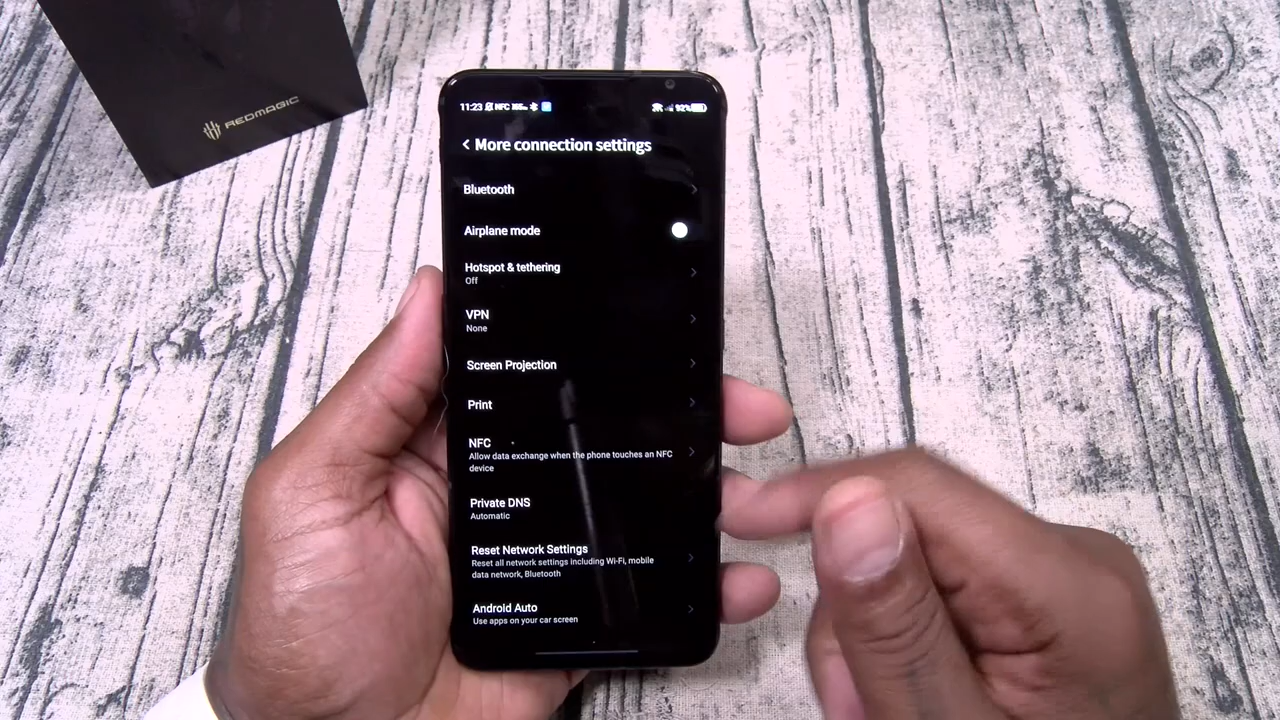 REDMAGIC
11:23 NFC 92%
More connection settings
Bluetooth
Airplane mode
Hotspot & tethering
Off
VPN
None
Screen Projection
Print
NFC
Allow data exchange when the phone touches an NFC
device
Private DNS
Automatic
Reset Network Settings
Reset all network settings including Wi-Fi, mobile
data network, Bluetooth
Android Auto
Use apps on your car screen